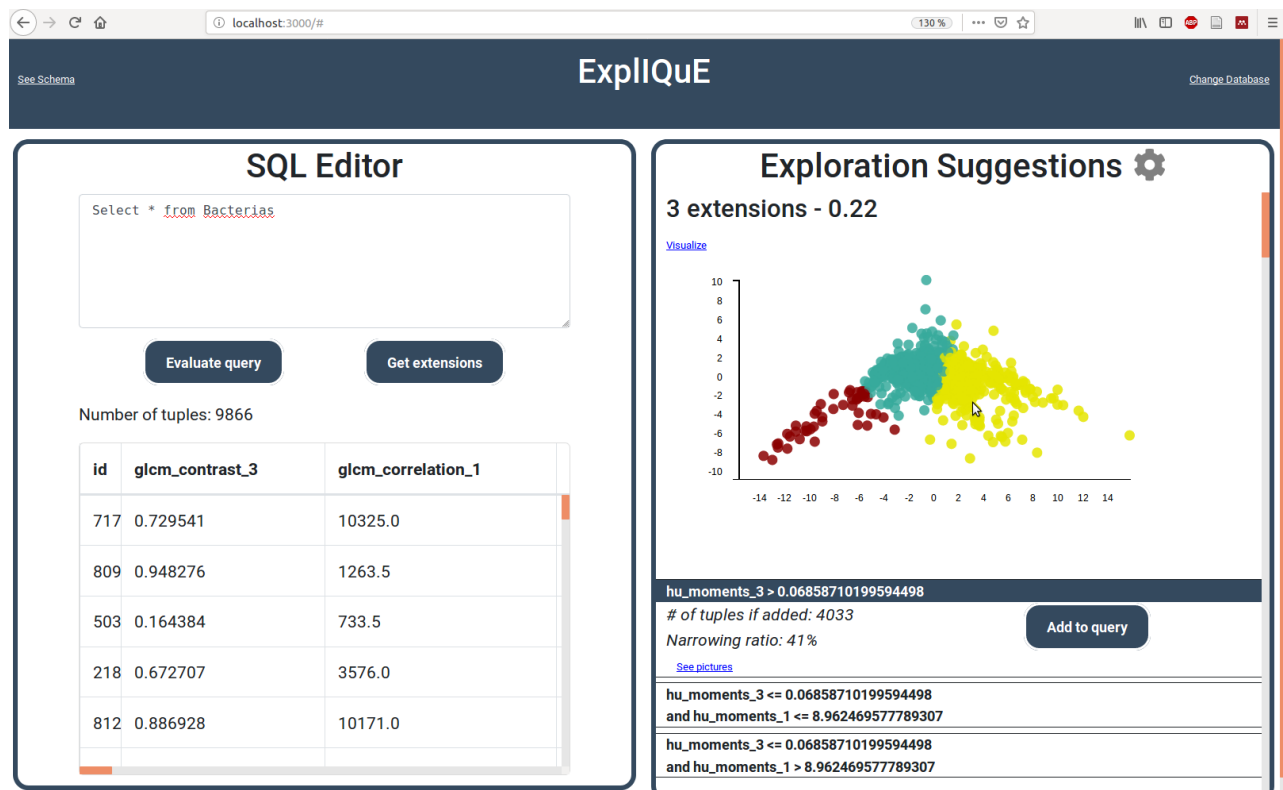 localhost:3000/#
130 %
ABP
See Schema
ExplIQuE
Change Database
SQL Editor
Select * from Bacterias
Evaluate query
Get extensions
Number of tuples: 9866
id glcm_contrast_3 glcm_correlation_1
717 0.729541 10325.0
809 0.948276 1263.5
503 0.164384 733.5
218 0.672707 3576.0
812 0.886928 10171.0
Exploration Suggestions
3 extensions - 0.22
Visualize
10
8
6
4
2
0
-2
-4
-6
-8
-10
-14 -12 -10 -8 -6 -4 -2 0 2 4 6 8 10 12 14
hu_moments_3 > 0.06858710199594498
# of tuples if added: 4033
Narrowing ratio: 41%
Add to query
See pictures
hu_moments_3 <= 0.06858710199594498
and hu_moments_1 <= 8.962469577789307
hu_moments_3 <= 0.06858710199594498
and hu_moments_1 > 8.962469577789307